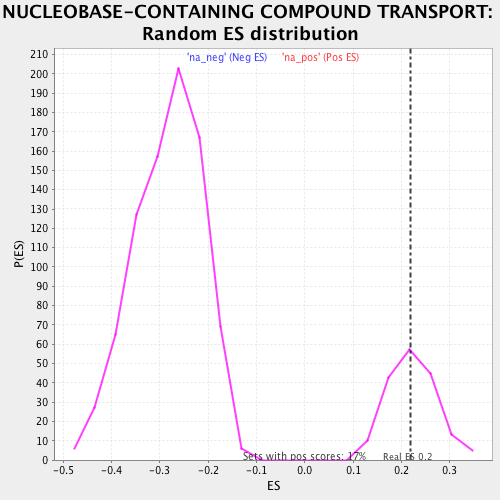 NUCLEOBASE-CONTAINING COMPOUND TRANSPORT:
Random ES distribution
'na_neg' (Neg ES) 'na_pos' (Pos ES)
210
200
190
180
170
160
150
140
130
120
110
100
90
80
70
60
50
40
30
20
10
0
P(ES)
Sets with pos scores: 17%
Real ES 0.2
-0.5 -0.4 -0.3 -0.2 -0.1 0.0 0.1 0.2 0.3
ES